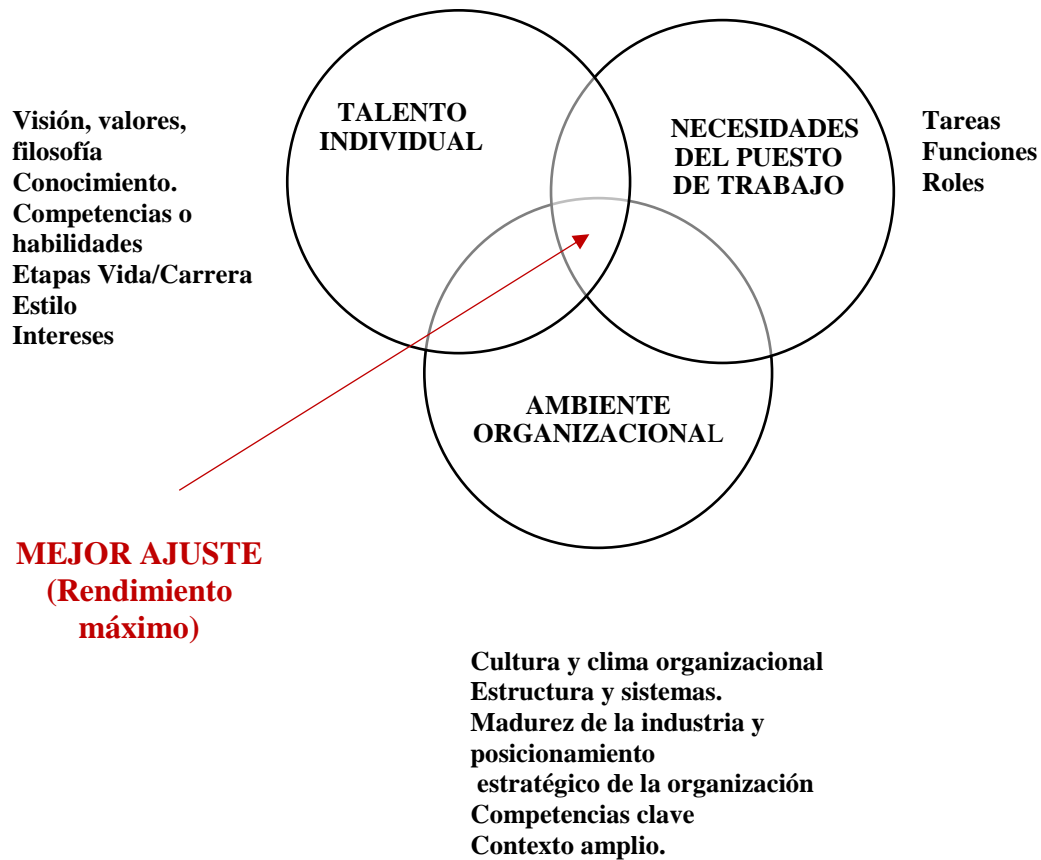 TALENTO
INDIVIDUAL
NECESIDADES
DEL PUESTO
DE TRABAJO
Visión, valores,
filosofía
Conocimiento.
Competencias o
habilidades
Etapas Vida/Carrera
Estilo
Intereses
Tareas
Funciones
Roles
AMBIENTE
ORGANIZACIONAL
MEJOR AJUSTE
(Rendimiento
máximo)
Cultura y clima organizacional
Estructura y sistemas.
Madurez de la industria y
posicionamiento
estratégico de la organización
Competencias clave
Contexto amplio.